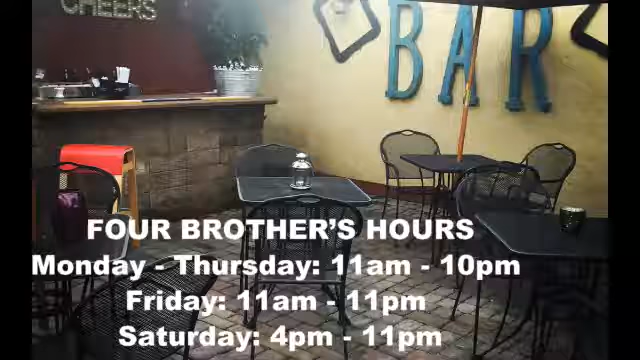 CHEERS
BAR
FOUR BROTHER'S HOURS
Monday - Thursday: 11am - 10pm
Friday: 11am - 11pm
Saturday: 4pm - 11pm